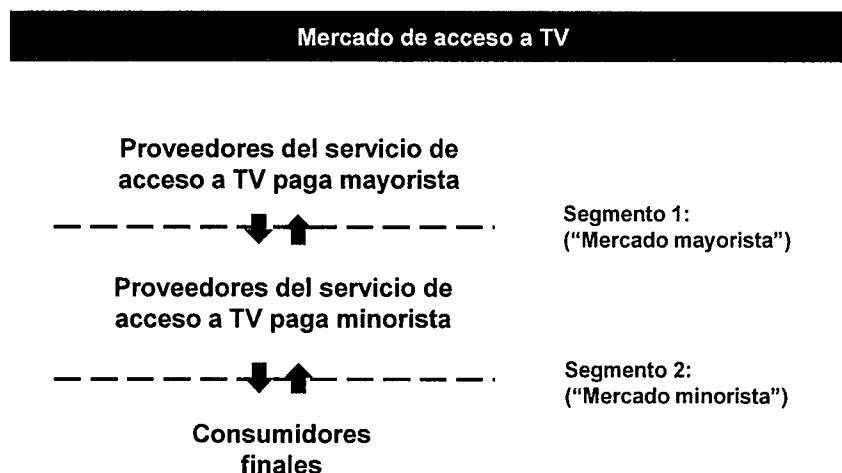 Mercado de acceso a TV
Proveedores del servicio de
acceso a TV paga mayorista
Segmento 1:
("Mercado mayorista")
Proveedores del servicio de
acceso a TV paga minorista
Segmento 2:
("Mercado minorista")
Consumidores
finales